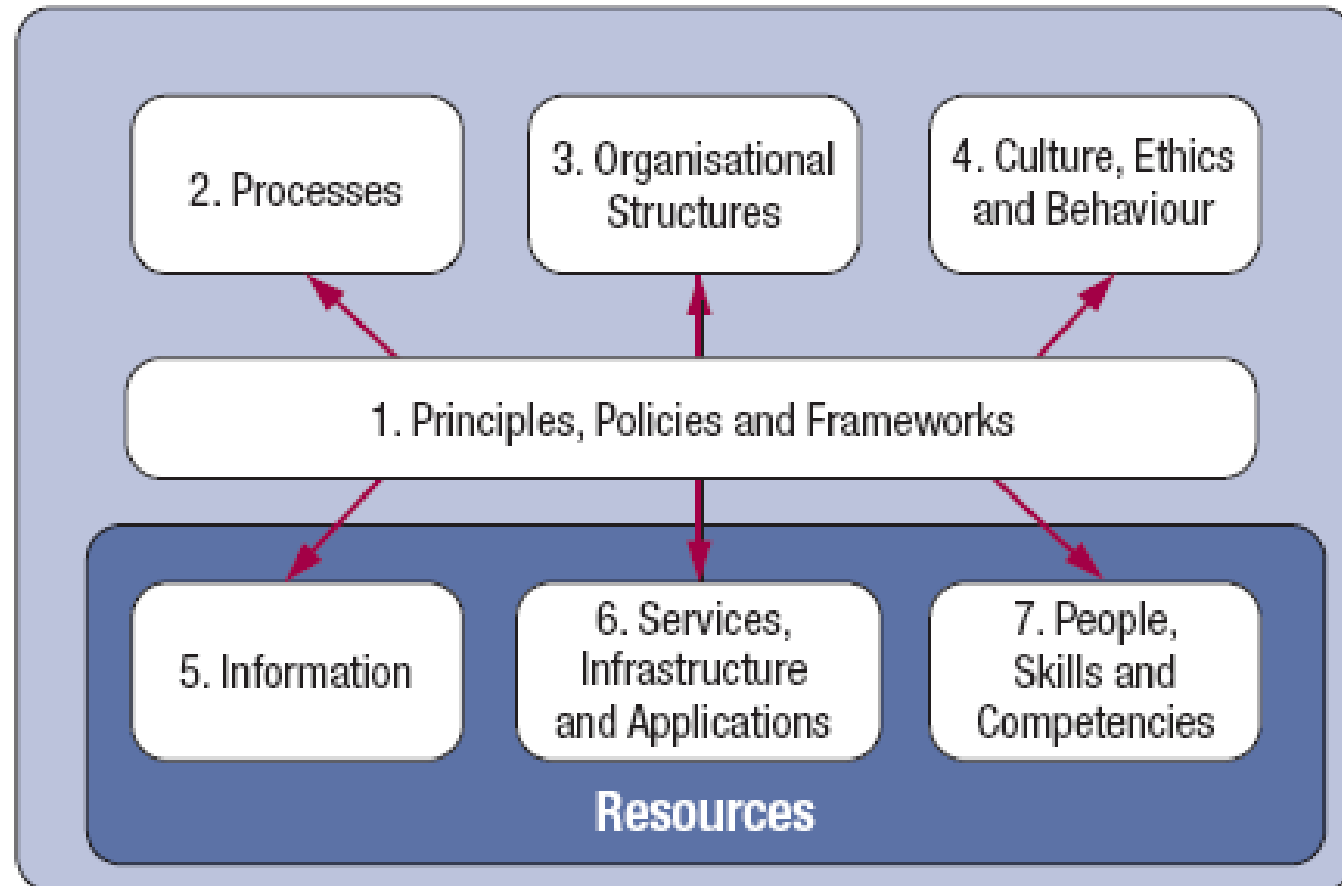 2. Processes
3. Organisational
Structures
4. Culture, Ethics
and Behaviour
1. Principles, Policies and Frameworks
5. Information
6. Services,
Infrastructure
and Applications
7. People,
Skills and
Competencies
Resources